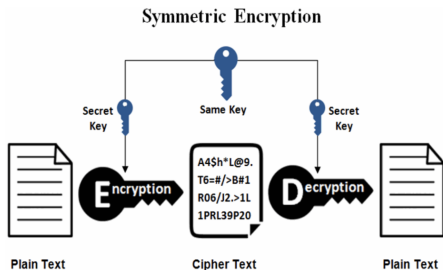 Symmetric Encryption
Secret
Key
Same Key
Secret
Key
A4$h*L@9.
T6=#/>B#1
R06/J2.>1L
1PRL39P20
Encryption
Decryption
Plain Text
Cipher Text
Plain Text